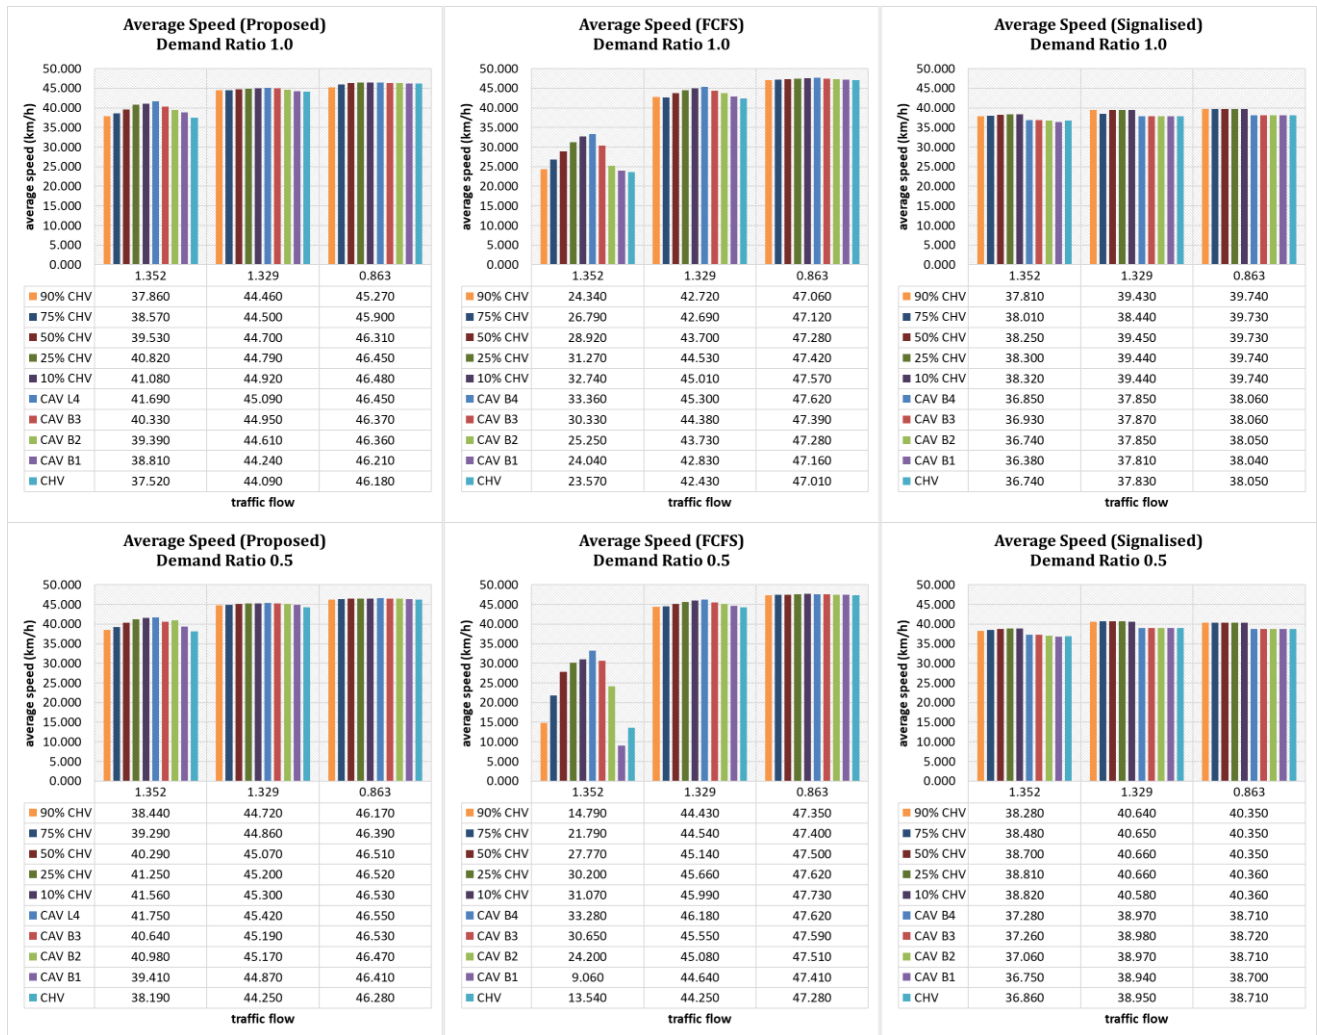 Average Speed (Proposed)
Demand Ratio 1.0
50.000
45.000
40.000
35.000
30.000
25.000
20.000
15.000
10.000
5.000
0.000
average speed (km/h)
1.352 1.329 0.863
90% CHV 37.860 44.460 45.270
75% CHV 38.570 44.500 45.900
50% CHV 39.530 44.700 46.310
25% CHV 40.820 44.790 46.450
10% CHV 41.080 44.920 46.480
CAV L4 41.690 45.090 46.450
CAV B3 40.330 44.950 46.370
CAV B2 39.390 44.610 46.360
CAV B1 38.810 44.240 46.210
CHV 37.520 44.090 46.180
traffic flow
Average Speed (FCFS)
Demand Ratio 1.0
50.000
45.000
40.000
35.000
30.000
25.000
20.000
15.000
10.000
5.000
0.000
average speed (km/h)
1.352 1.329 0.863
90% CHV 24.340 42.720 47.060
75% CHV 26.790 42.690 47.120
50% CHV 28.920 43.700 47.280
25% CHV 31.270 44.530 47.420
10% CHV 32.740 45.010 47.570
CAV B4 33.360 45.300 47.620
CAV B3 30.330 44.380 47.390
CAV B2 25.250 43.730 47.280
CAV B1 24.040 42.830 47.160
CHV 23.570 42.430 47.010
traffic flow
Average Speed (Signalised)
Demand Ratio 1.0
50.000
45.000
40.000
35.000
30.000
25.000
20.000
15.000
10.000
5.000
0.000
average speed (km/h)
1.352 1.329 0.863
90% CHV 37.810 39.430 39.740
75% CHV 38.010 38.440 39.730
50% CHV 38.250 39.450 39.730
25% CHV 38.300 39.440 39.740
10% CHV 38.320 39.440 39.740
CAV B4 36.850 37.850 38.060
CAV B3 36.930 37.870 38.060
CAV B2 36.740 37.850 38.050
CAV B1 36.380 37.810 38.040
CHV 36.740 37.830 38.050
traffic flow
Average Speed (Proposed)
Demand Ratio 0.5
50.000
45.000
40.000
35.000
30.000
25.000
20.000
15.000
10.000
5.000
0.000
average speed (km/h)
1.352 1.329 0.863
90% CHV 38.440 44.720 46.170
75% CHV 39.290 44.860 46.390
50% CHV 40.290 45.070 46.510
25% CHV 41.250 45.200 46.520
10% CHV 41.560 45.300 46.530
CAV L4 41.750 45.420 46.550
CAV B3 40.640 45.190 46.530
CAV B2 40.980 45.170 46.470
CAV B1 39.410 44.870 46.410
CHV 38.190 44.250 46.280
traffic flow
Average Speed (FCFS)
Demand Ratio 0.5
50.000
45.000
40.000
35.000
30.000
25.000
20.000
15.000
10.000
5.000
0.000
average speed (km/h)
1.352 1.329 0.863
90% CHV 14.790 44.430 47.350
75% CHV 21.790 44.540 47.400
50% CHV 27.770 45.140 47.500
25% CHV 30.200 45.660 47.620
10% CHV 31.070 45.990 47.730
CAV B4 33.280 46.180 47.620
CAV B3 30.650 45.550 47.590
CAV B2 24.200 45.080 47.510
CAV B1 9.060 44.640 47.410
CHV 13.540 44.250 47.280
traffic flow
Average Speed (Signalised)
Demand Ratio 0.5
50.000
45.000
40.000
35.000
30.000
25.000
20.000
15.000
10.000
5.000
0.000
average speed (km/h)
1.352 1.329 0.863
90% CHV 38.280 40.640 40.350
75% CHV 38.480 40.650 40.350
50% CHV 38.700 40.660 40.350
25% CHV 38.810 40.660 40.360
10% CHV 38.820 40.580 40.360
CAV B4 37.280 38.970 38.710
CAV B3 37.260 38.980 38.720
CAV B2 37.060 38.970 38.710
CAV B1 36.750 38.940 38.700
CHV 36.860 38.950 38.710
traffic flow